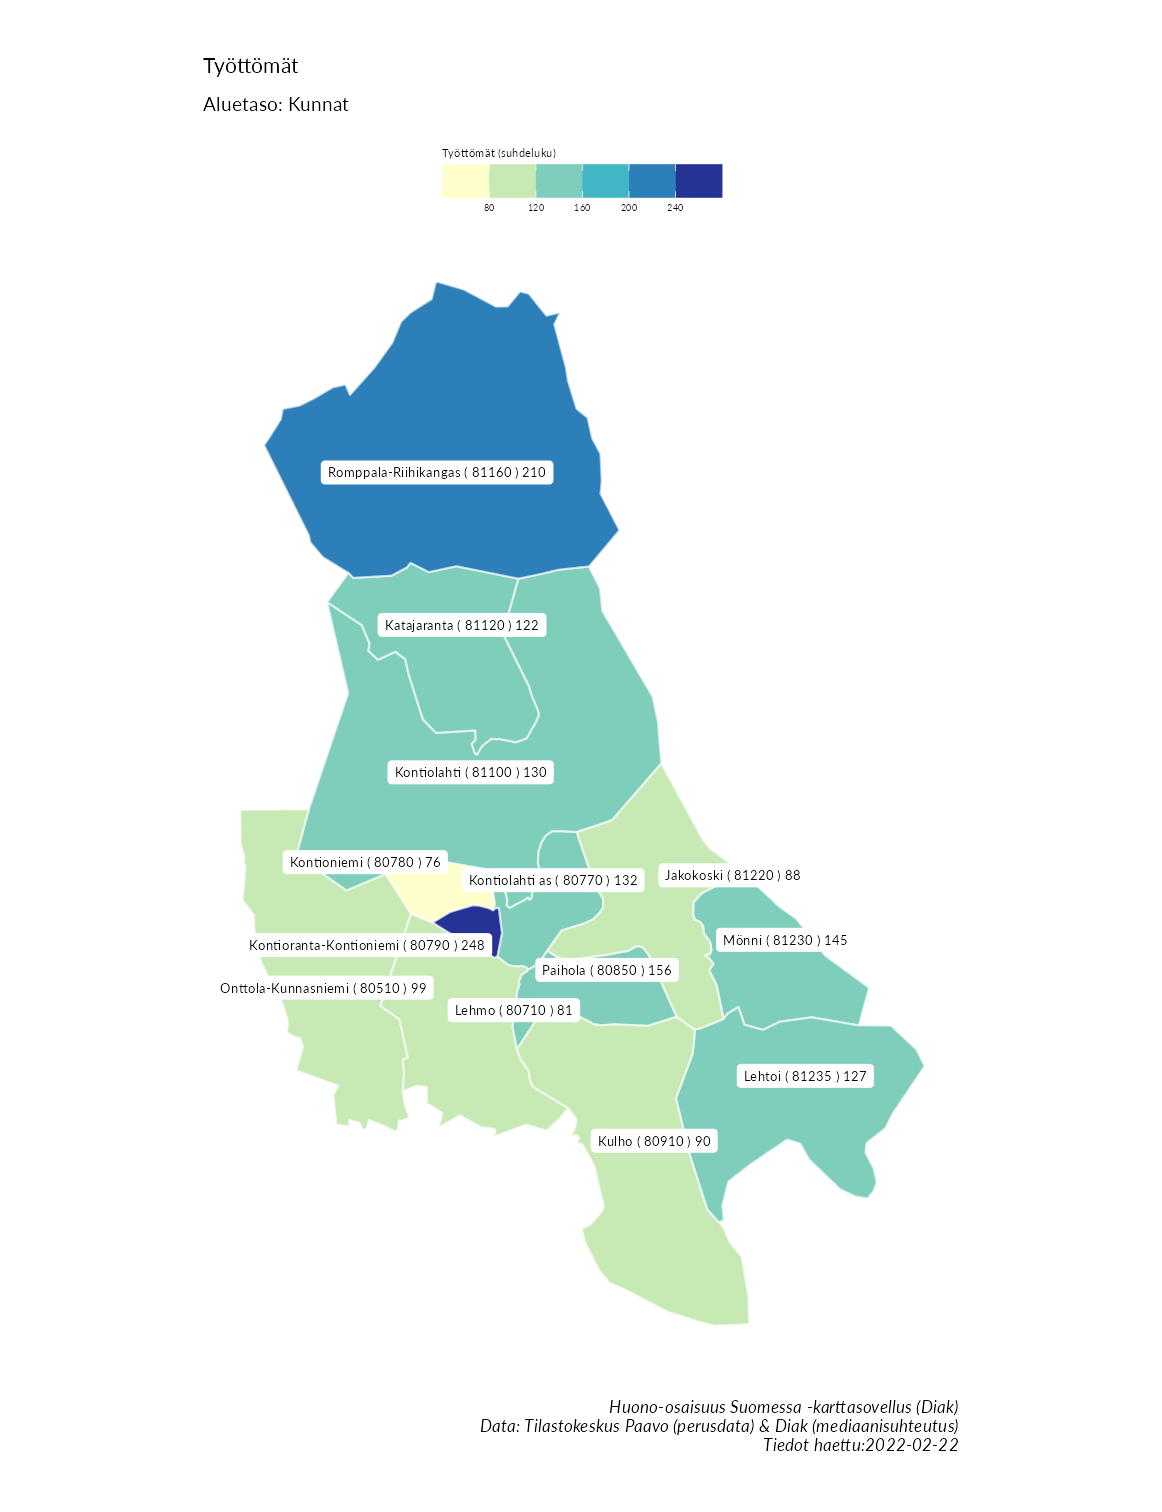 Työttömät
Aluetaso: Kunnat
Työttömät (suhdeluku)
80 120 160 200 240
Romppala-Riihikangas ( 81160 ) 210
Katajaranta ( 81120 ) 122
Kontiolahti ( 81100 ) 130
Kontioniemi ( 80780 ) 76
Kontiolahti as ( 80770 ) 132
Jakokoski ( 81220 ) 88
Mönni ( 81230 ) 145
Kontioranta-Kontioniemi ( 80790 ) 248
Paihola ( 80850 ) 156
Onttola-Kunnasniemi ( 80510 ) 99
Lehmo ( 80710 ) 81
Lehtoi ( 81235 ) 127
Kulho ( 80910 ) 90
Huono-osaisuus Suomessa -karttasovellus (Diak)
Data: Tilastokeskus Paavo (perusdata) & Diak (mediaanisuhteutus)
Tiedot haettu:2022-02-22